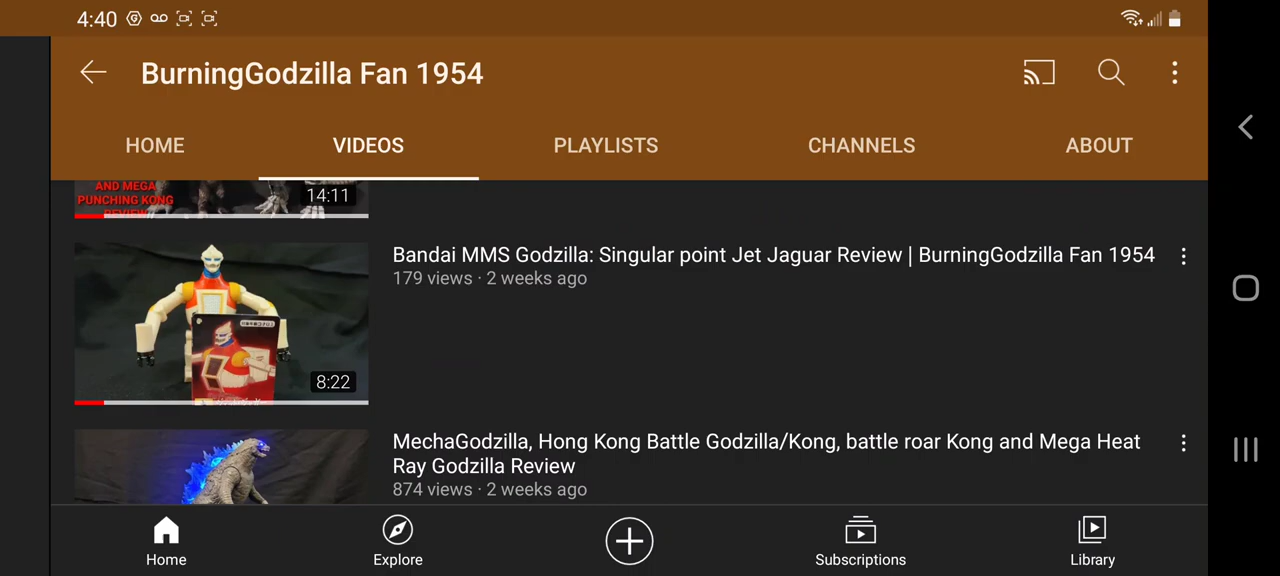 4:40
BurningGodzilla Fan 1954
HOME VIDEOS PLAYLISTS CHANNELS ABOUT
AND MEGA
PUNCHING KONG
REVIEW
14:11
Bandai MMS Godzilla: Singular point Jet Jaguar Review | BurningGodzilla Fan 1954
179 views · 2 weeks ago
8:22
MechaGodzilla, Hong Kong Battle Godzilla/Kong, battle roar Kong and Mega Heat
Ray Godzilla Review
874 views · 2 weeks ago
Home Explore Subscriptions Library